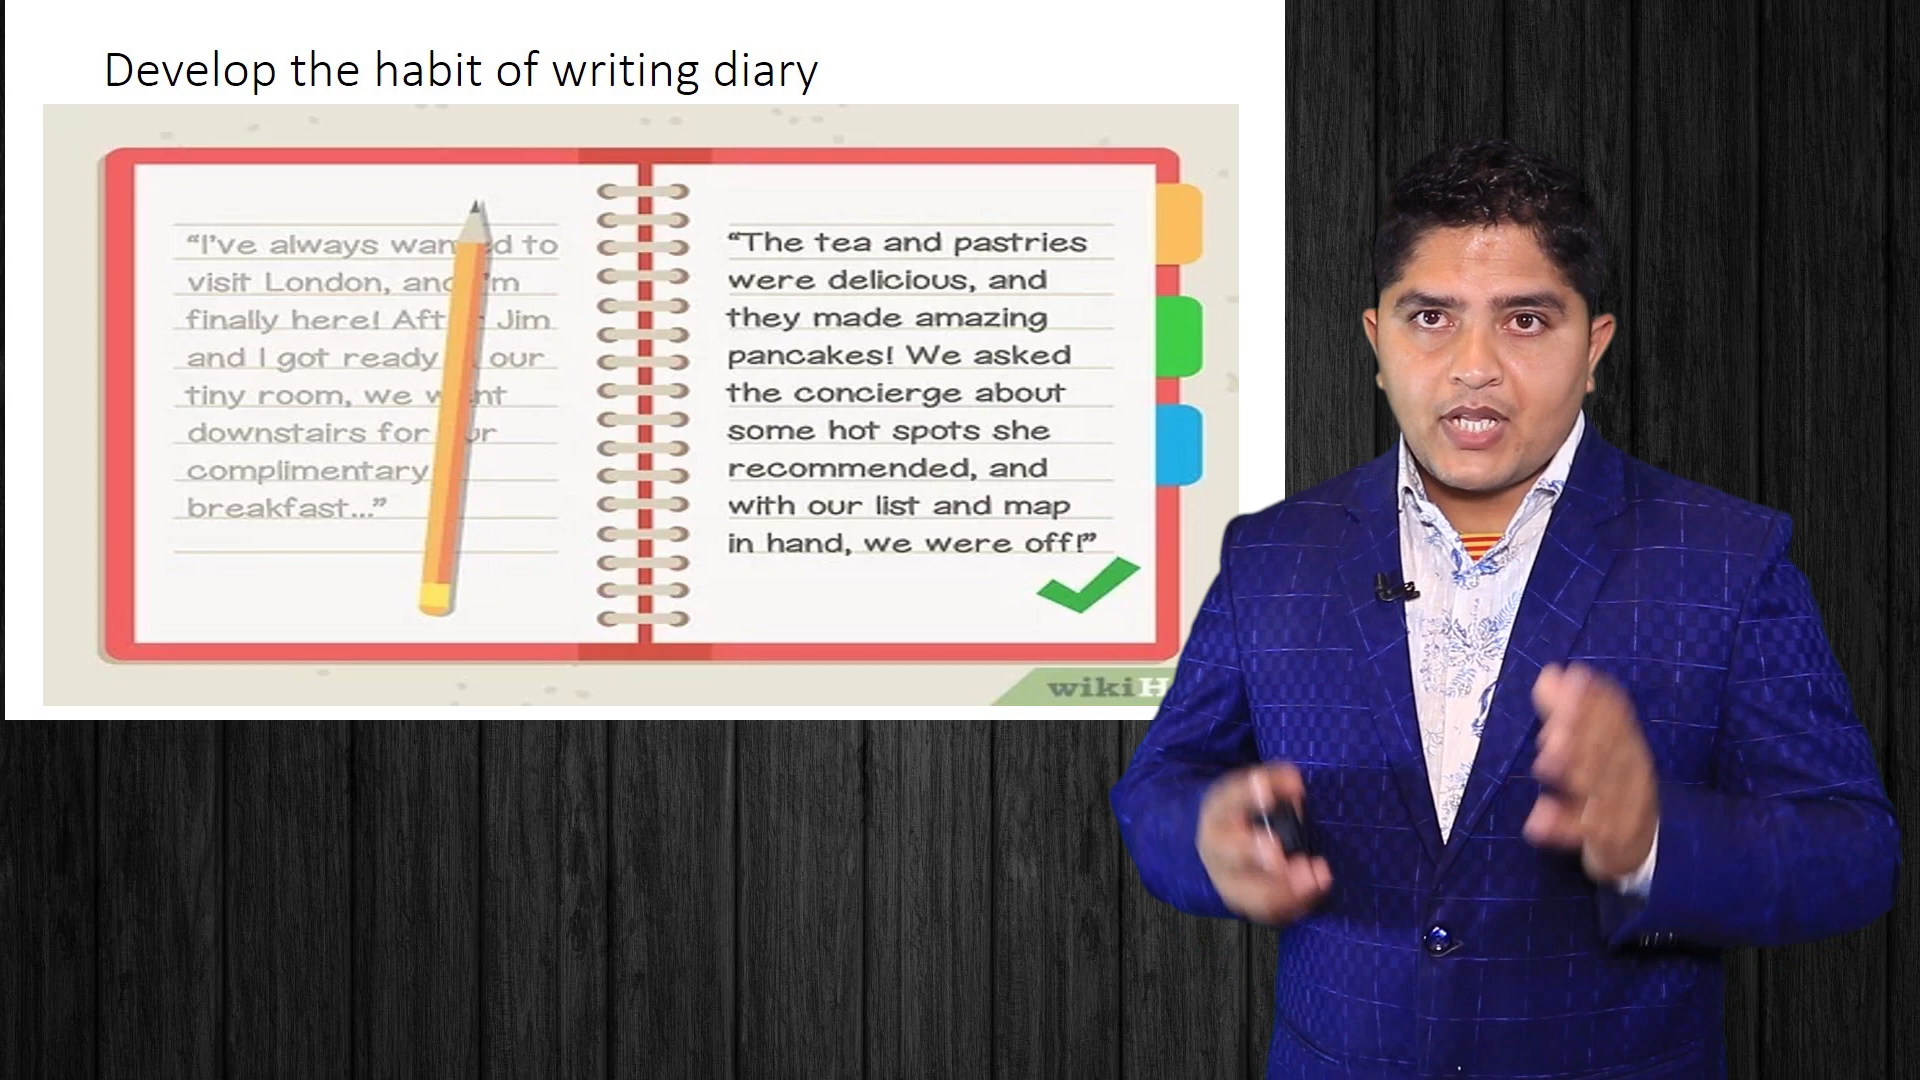 Develop the habit of writing diary
“I’ve always wan d to
visit London, and I’m
finally here! After Jim
and I got ready our
tiny room, we went
downstairs for our
complimentary
breakfast...”
“The tea and pastries
were delicious, and
they made amazing
pancakes! We asked
the concierge about
some hot spots she
recommended, and
with our list and map
in hand, we were off!”
wikiH